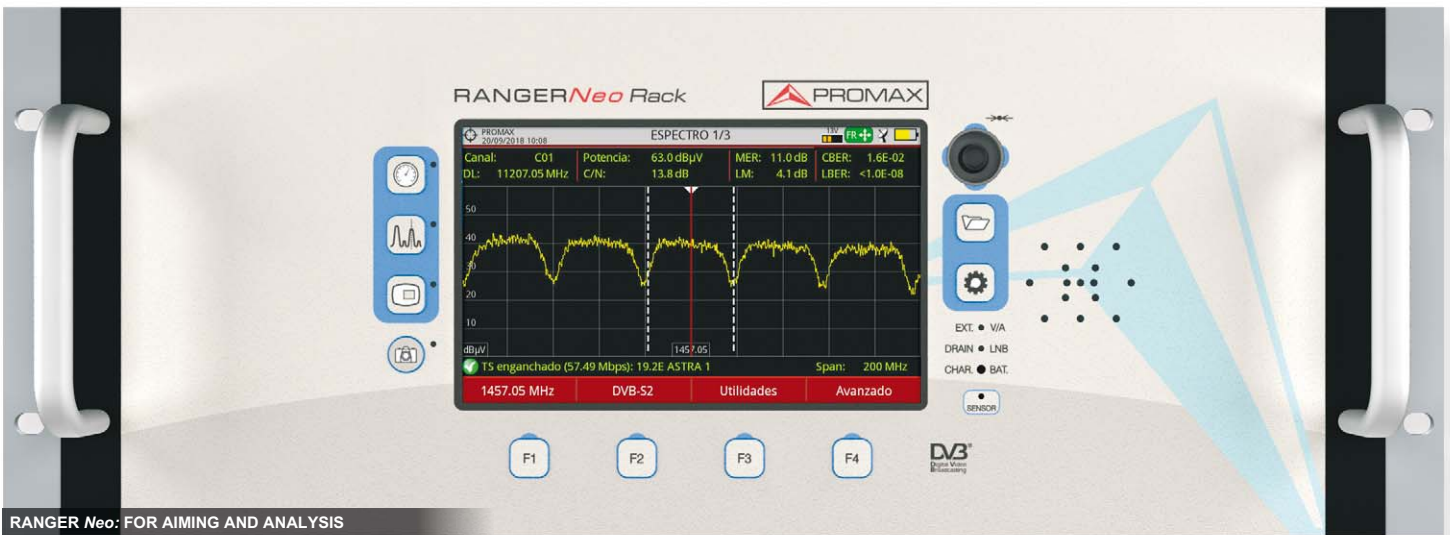 RANGERNeo Rack
PROMAX
PROMAX
20/09/2018 10:08
ESPECTRO 1/3
13V
FR
Canal: C01
DL: 11207.05 MHz
Potencia: 63.0 dBµV
C/N: 13.8 dB
MER: 11.0 dB
LM: 4.1 dB
CBER: 1.6E-02
LBER: <1.0E-08
50
40
30
20
10
dBµV
1457.05
TS enganchado (57.49 Mbps): 19.2E ASTRA 1
Span: 200 MHz
1457.05 MHz
DVB-S2
Utilidades
Avanzado
EXT. V/A
DRAIN LNB
CHAR. BAT.
SENSOR
F1
F2
F3
F4
DVB®
Digital Video
Broadcasting
RANGER Neo: FOR AIMING AND ANALYSIS